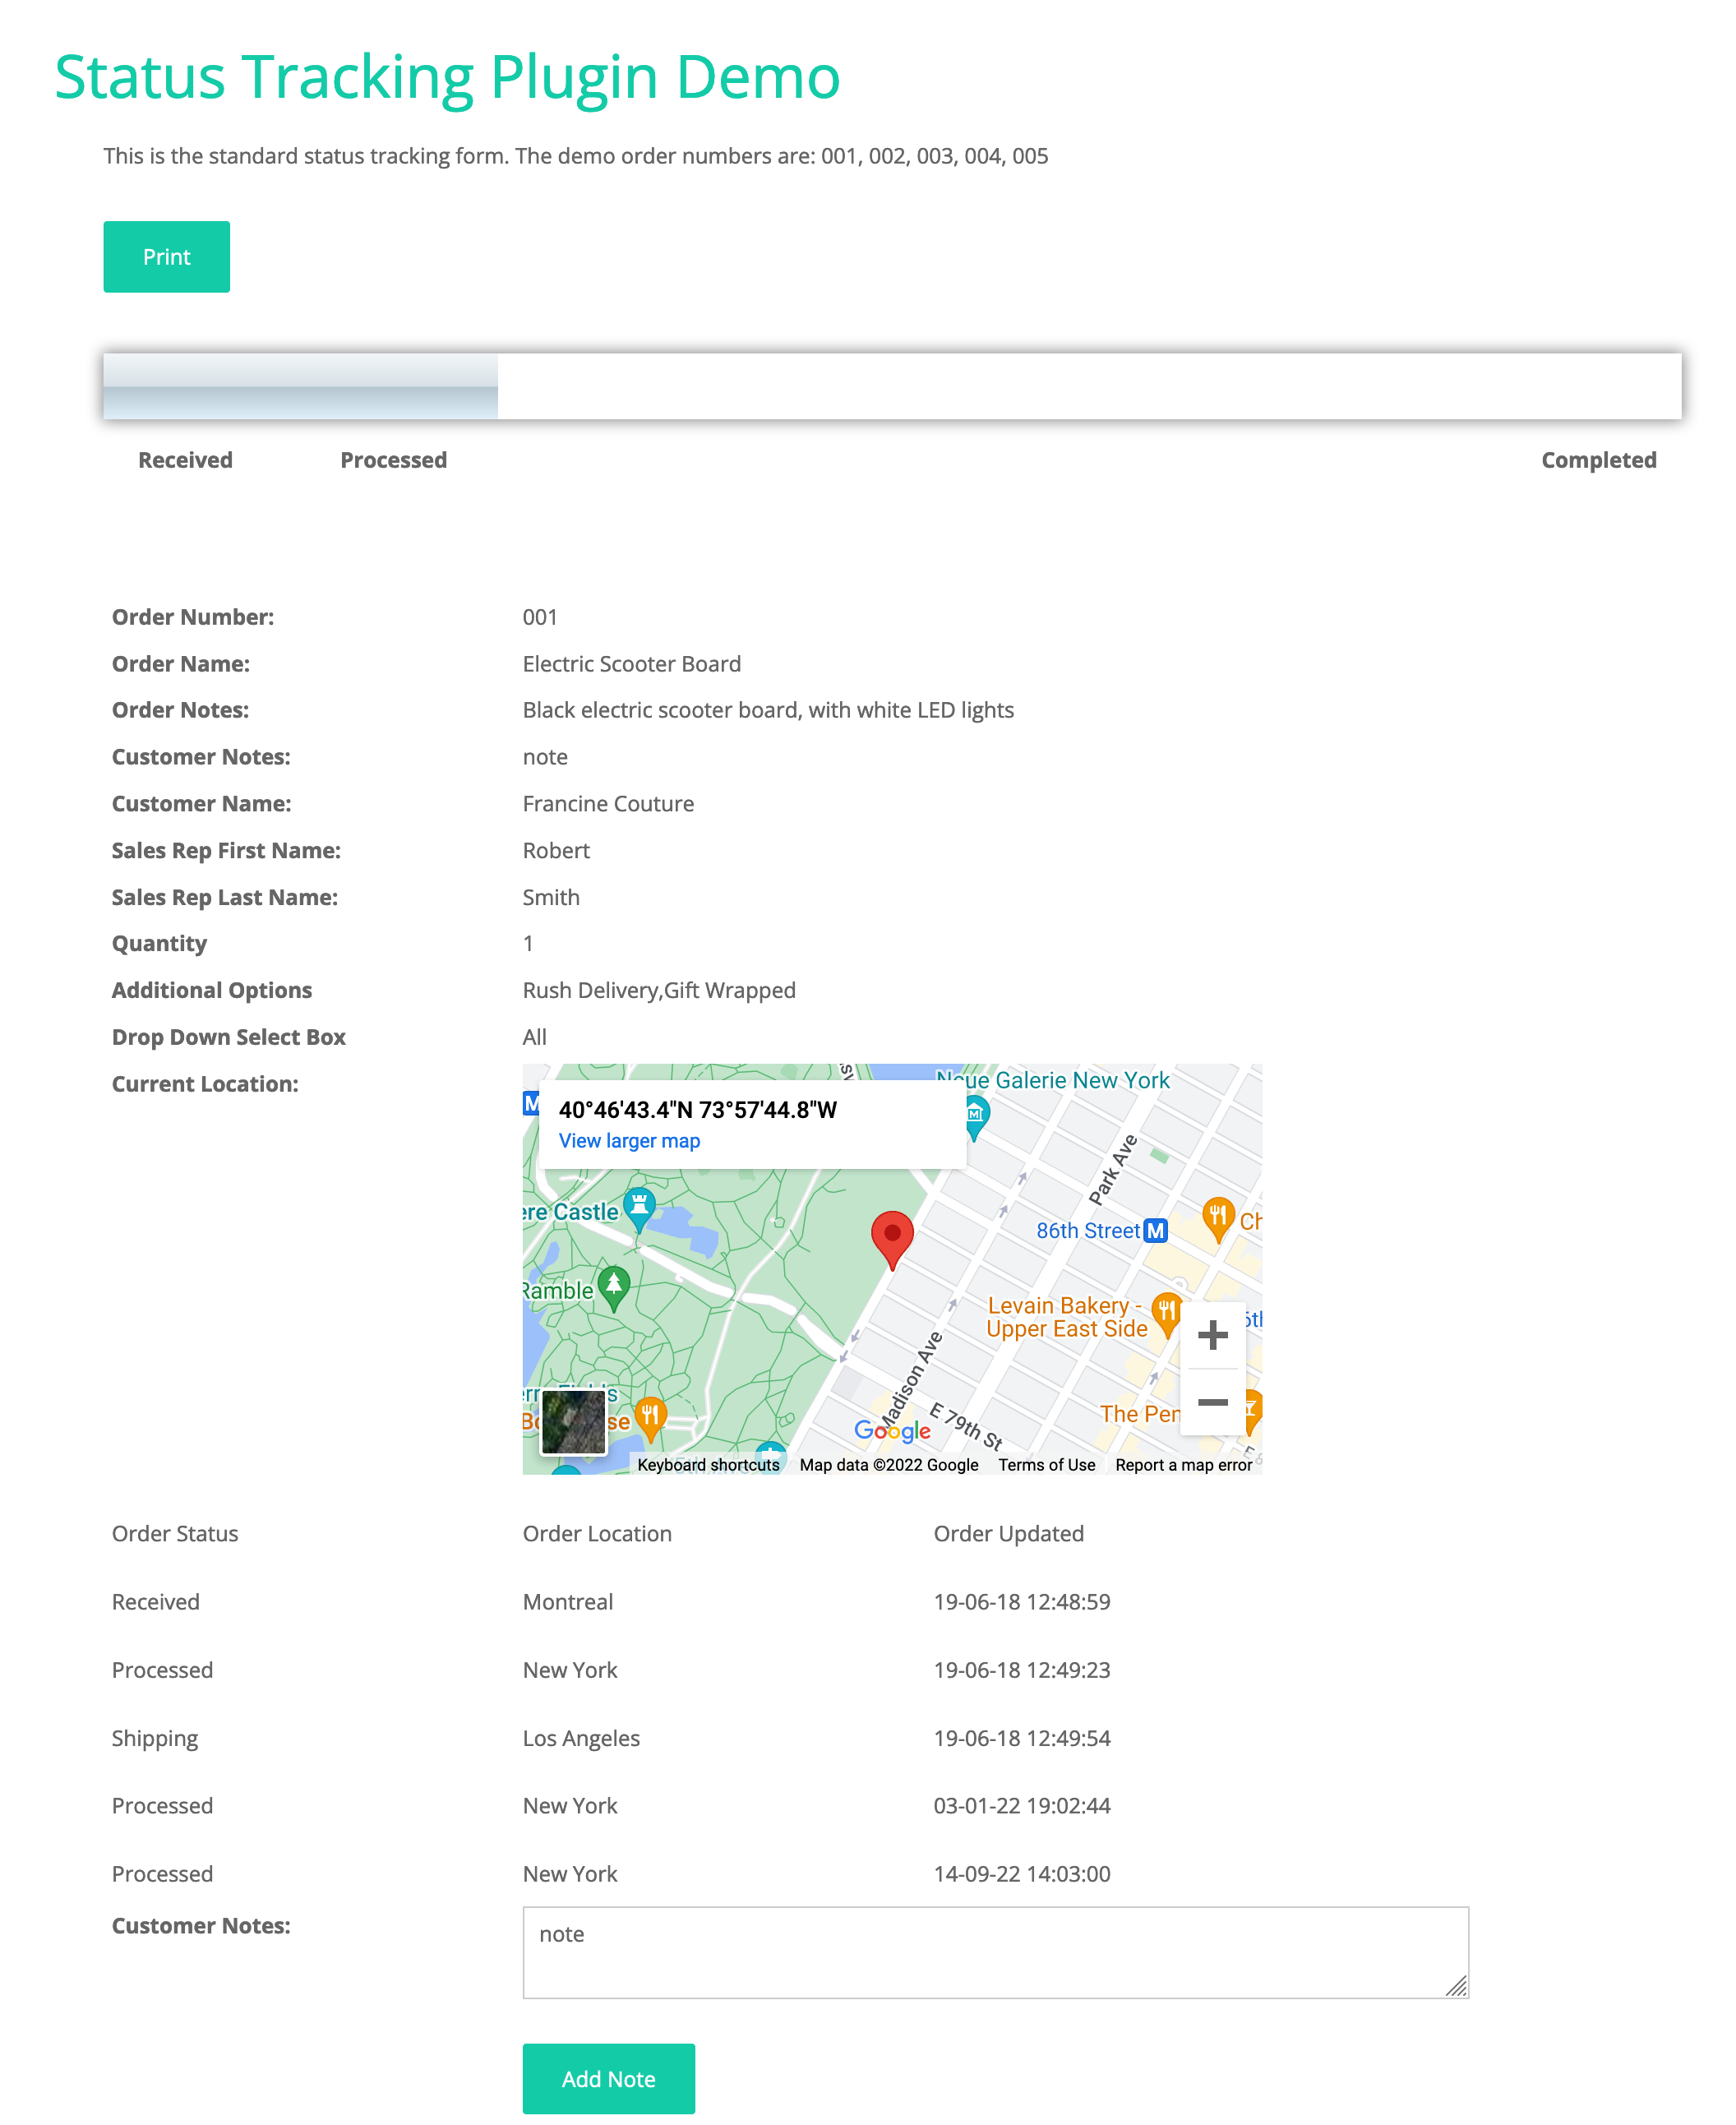 Status Tracking Plugin Demo
This is the standard status tracking form. The demo order numbers are: 001, 002, 003, 004, 005
Print
Received Processed Completed
Order Number: 001
Order Name: Electric Scooter Board
Order Notes: Black electric scooter board, with white LED lights
Customer Notes: note
Customer Name: Francine Couture
Sales Rep First Name: Robert
Sales Rep Last Name: Smith
Quantity 1
Additional Options Rush Delivery,Gift Wrapped
Drop Down Select Box All
Current Location:
Neue Galerie New York
M
40°46'43.4"N 73°57'44.8"W
View larger map
Park Ave
ere Castle
86th Street M
Ch
Ramble
Levain Bakery -
Upper East Side
Madison Ave
The Pen
E 79th St
Google
Keyboard shortcuts Map data ©2022 Google Terms of Use Report a map error
Order Status Order Location Order Updated
Received Montreal 19-06-18 12:48:59
Processed New York 19-06-18 12:49:23
Shipping Los Angeles 19-06-18 12:49:54
Processed New York 03-01-22 19:02:44
Processed New York 14-09-22 14:03:00
Customer Notes: note
Add Note